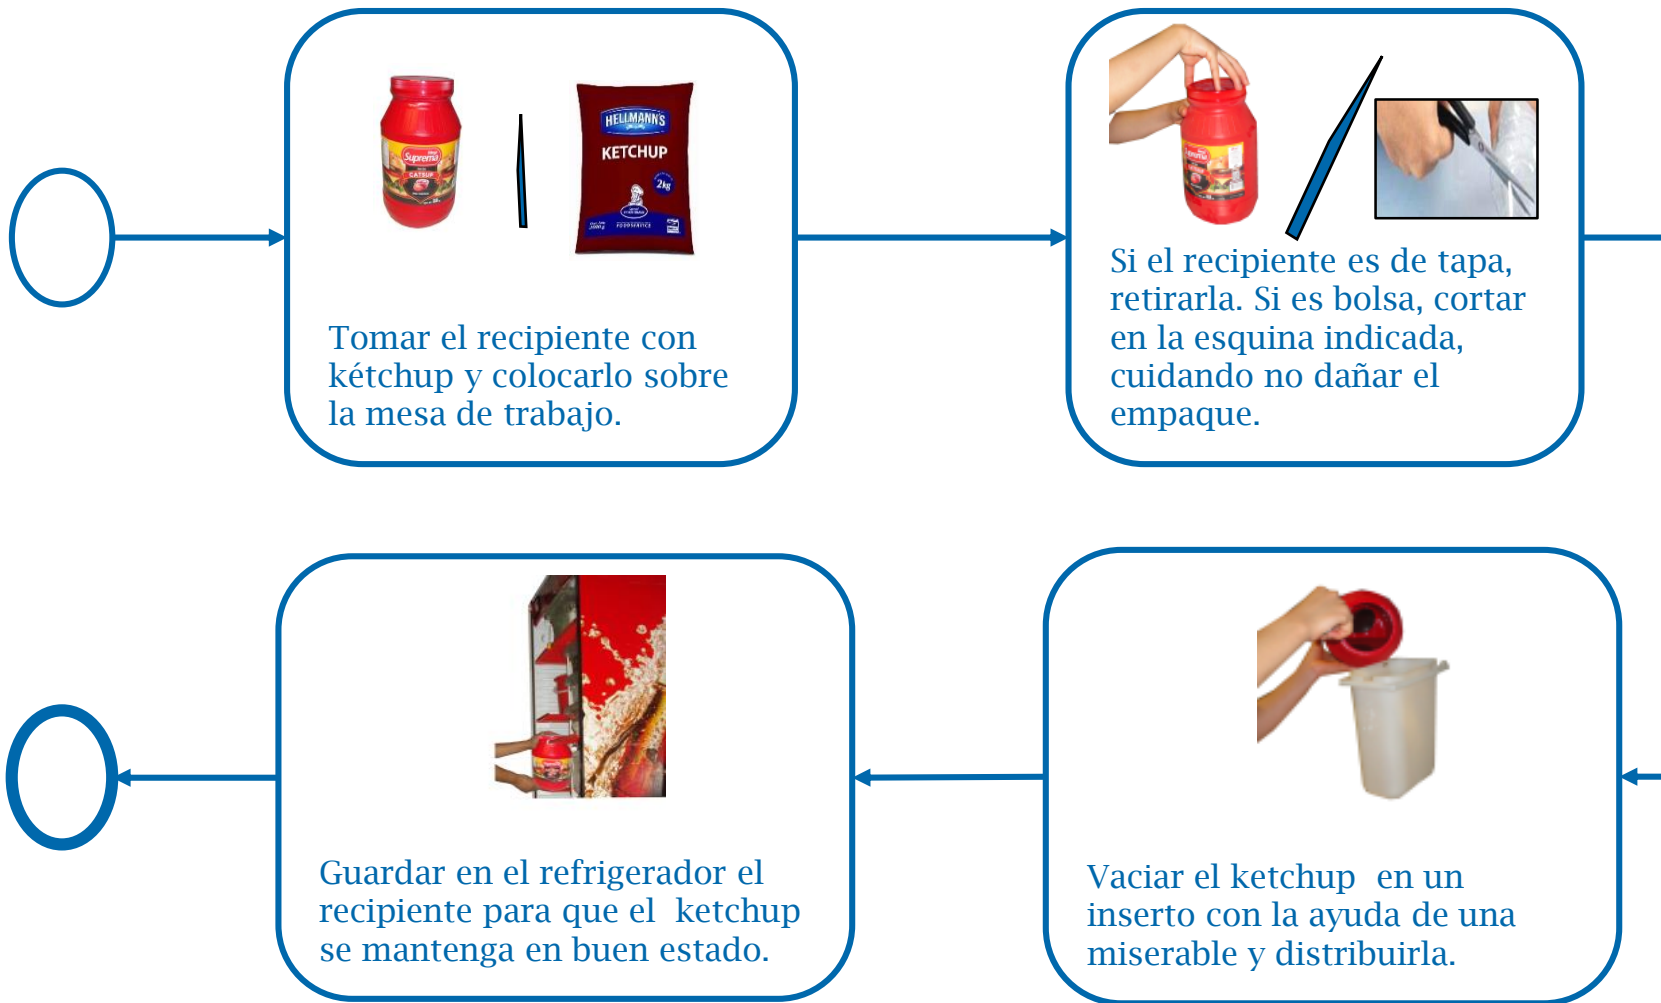 Suprema
CATSUP
HELLMANN'S
KETCHUP
2kg
FOODSERVICE
Suprema
Tomar el recipiente con
kétchup y colocarlo sobre
la mesa de trabajo.
Si el recipiente es de tapa,
retirarla. Si es bolsa, cortar
en la esquina indicada,
cuidando no dañar el
empaque.
Guardar en el refrigerador el
recipiente para que el ketchup
se mantenga en buen estado.
Vaciar el ketchup en un
inserto con la ayuda de una
miserable y distribuirla.